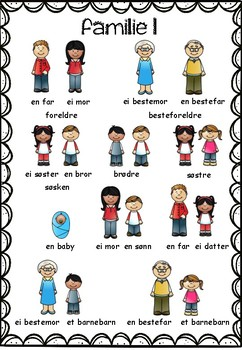 Familie 1
en far ei mor en bestemor en bestefar
foreldre besteforeldre
ei søster en bror brødre søstre
søsken
en baby ei mor en sønn en far ei datter
ei bestemor et barnebarn en bestefar et barnebarn